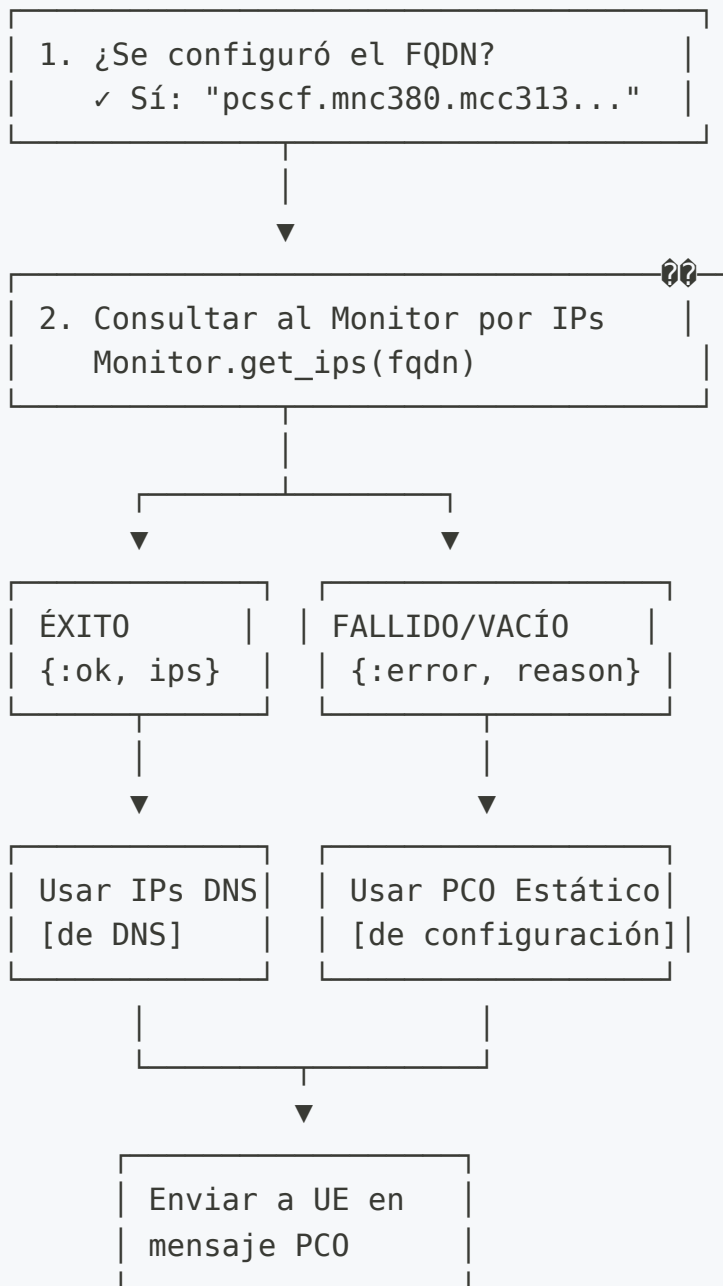 1. ¿Se configuró el FQDN?
✓ Sí: "pcscf.mnc380.mcc313..."
2. Consultar al Monitor por IPs
Monitor.get_ips(fqdn)
ÉXITO
{:ok, ips}
FALLIDO/VACÍO
{:error, reason}
Usar IPs DNS
[de DNS]
Usar PCO Estático
[de configuración]
Enviar a UE en
mensaje PCO